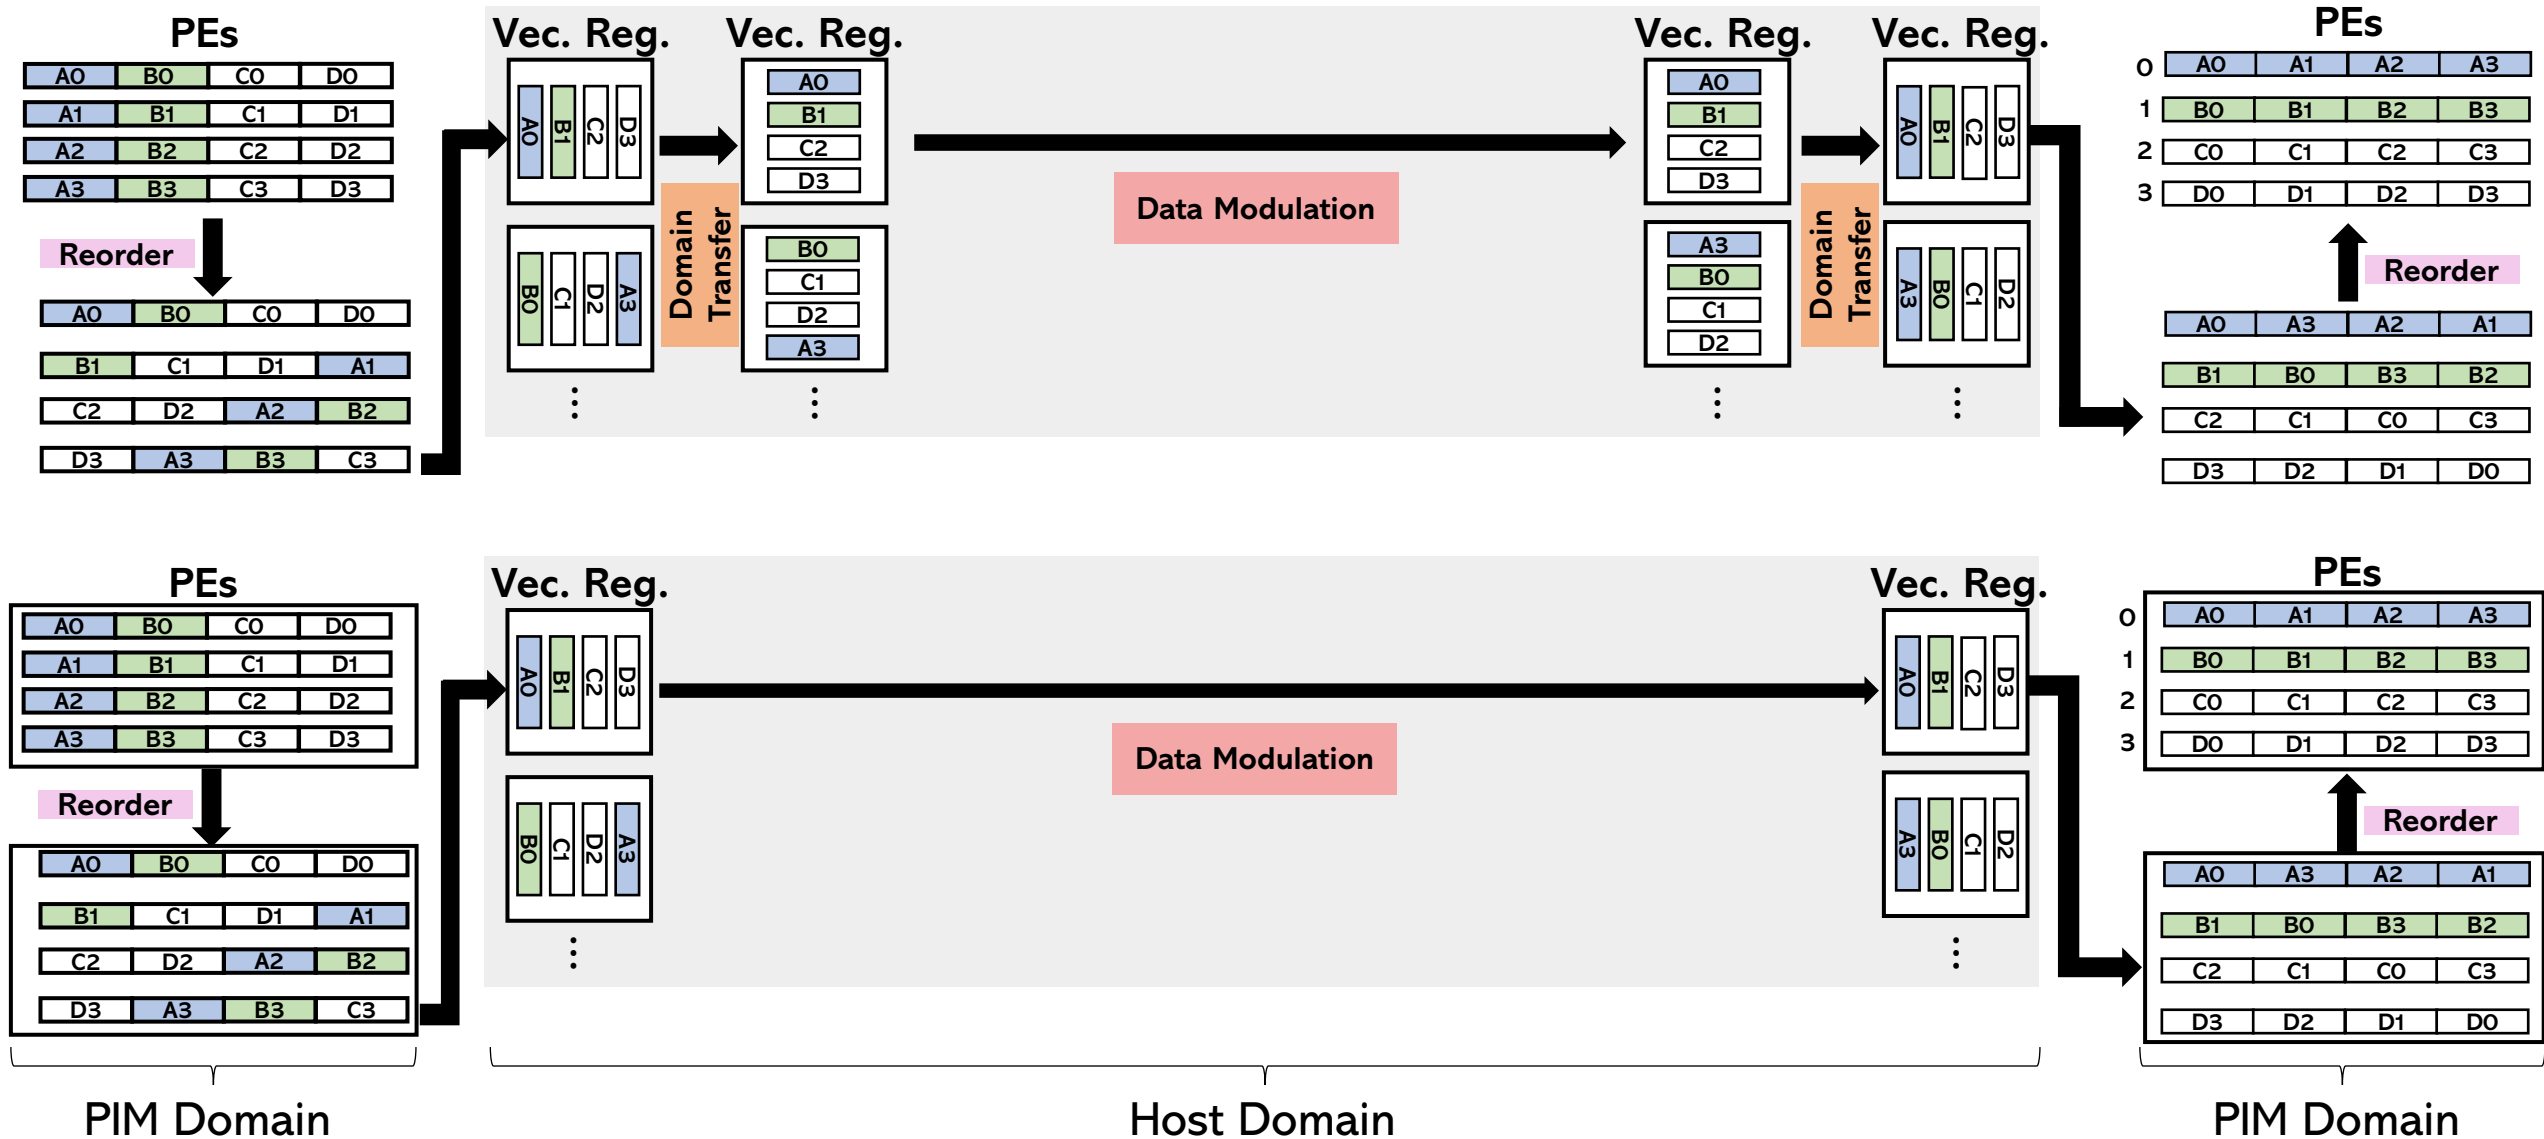 PEs
A0 B0 C0 D0
A1 B1 C1 D1
A2 B2 C2 D2
A3 B3 C3 D3
Reorder
A0 B0 C0 D0
B1 C1 D1 A1
C2 D2 A2 B2
D3 A3 B3 C3
Vec. Reg.
A0 B1 C2 D3
B0 C1 D2 A3
⋮
Domain
Transfer
Vec. Reg.
A0
B1
C2
D3
B0
C1
D2
A3
⋮
Data Modulation
Vec. Reg.
A0
B1
C2
D3
A3
B0
C1
D2
⋮
Domain
Transfer
Vec. Reg.
A0 B1 C2 D3
A3 B0 C1 D2
⋮
PEs
0 A0 A1 A2 A3
1 B0 B1 B2 B3
2 C0 C1 C2 C3
3 D0 D1 D2 D3
Reorder
A0 A3 A2 A1
B1 B0 B3 B2
C2 C1 C0 C3
D3 D2 D1 D0
PEs
A0 B0 C0 D0
A1 B1 C1 D1
A2 B2 C2 D2
A3 B3 C3 D3
Reorder
A0 B0 C0 D0
B1 C1 D1 A1
C2 D2 A2 B2
D3 A3 B3 C3
Vec. Reg.
A0 B1 C2 D3
B0 C1 D2 A3
⋮
Data Modulation
Vec. Reg.
A0 B1 C2 D3
A3 B0 C1 D2
⋮
PEs
0 A0 A1 A2 A3
1 B0 B1 B2 B3
2 C0 C1 C2 C3
3 D0 D1 D2 D3
Reorder
A0 A3 A2 A1
B1 B0 B3 B2
C2 C1 C0 C3
D3 D2 D1 D0
PIM Domain
Host Domain
PIM Domain